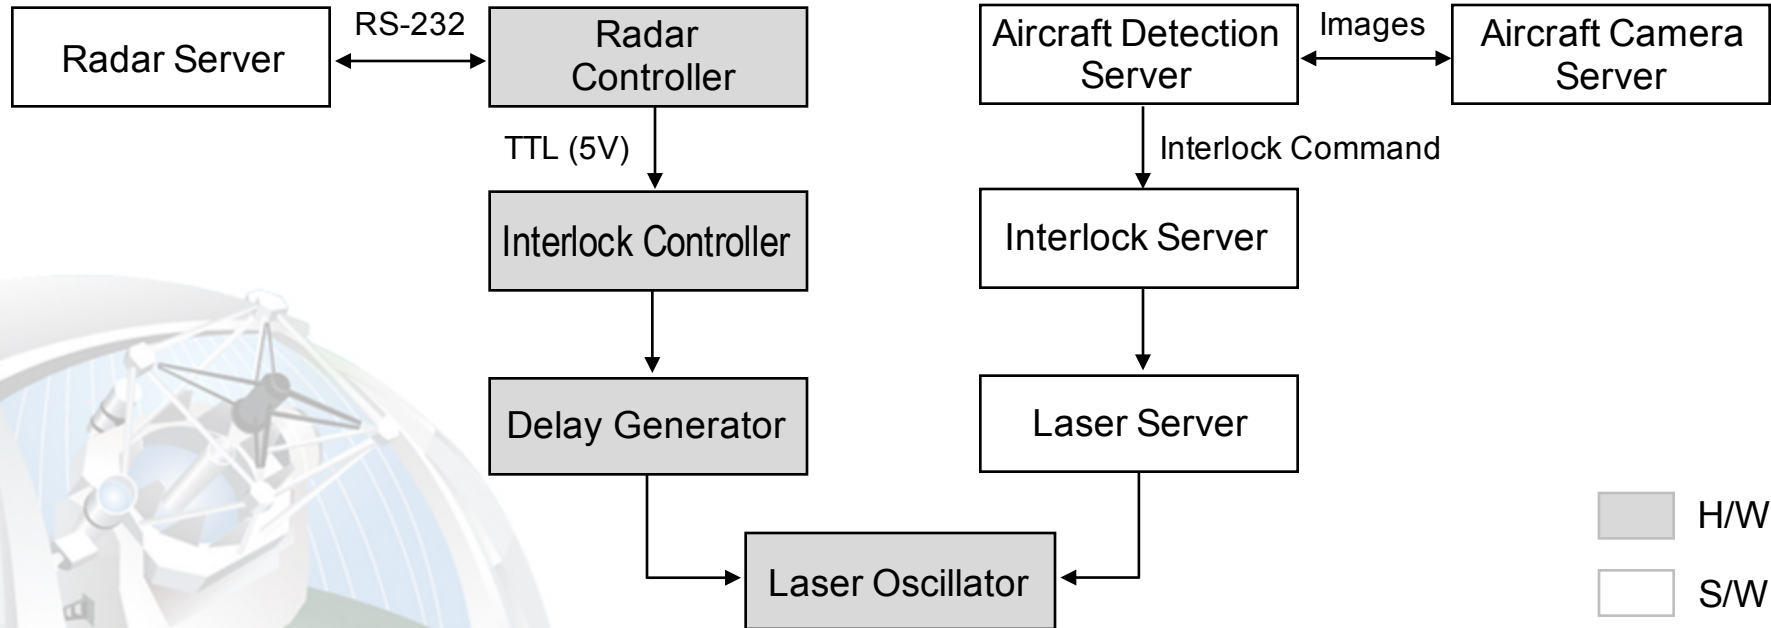 Radar Server
RS-232
Radar
Controller
Aircraft Detection
Server
Images
Aircraft Camera
Server
TTL (5V)
Interlock Command
Interlock Controller
Interlock Server
Delay Generator
Laser Server
Laser Oscillator
H/W
S/W